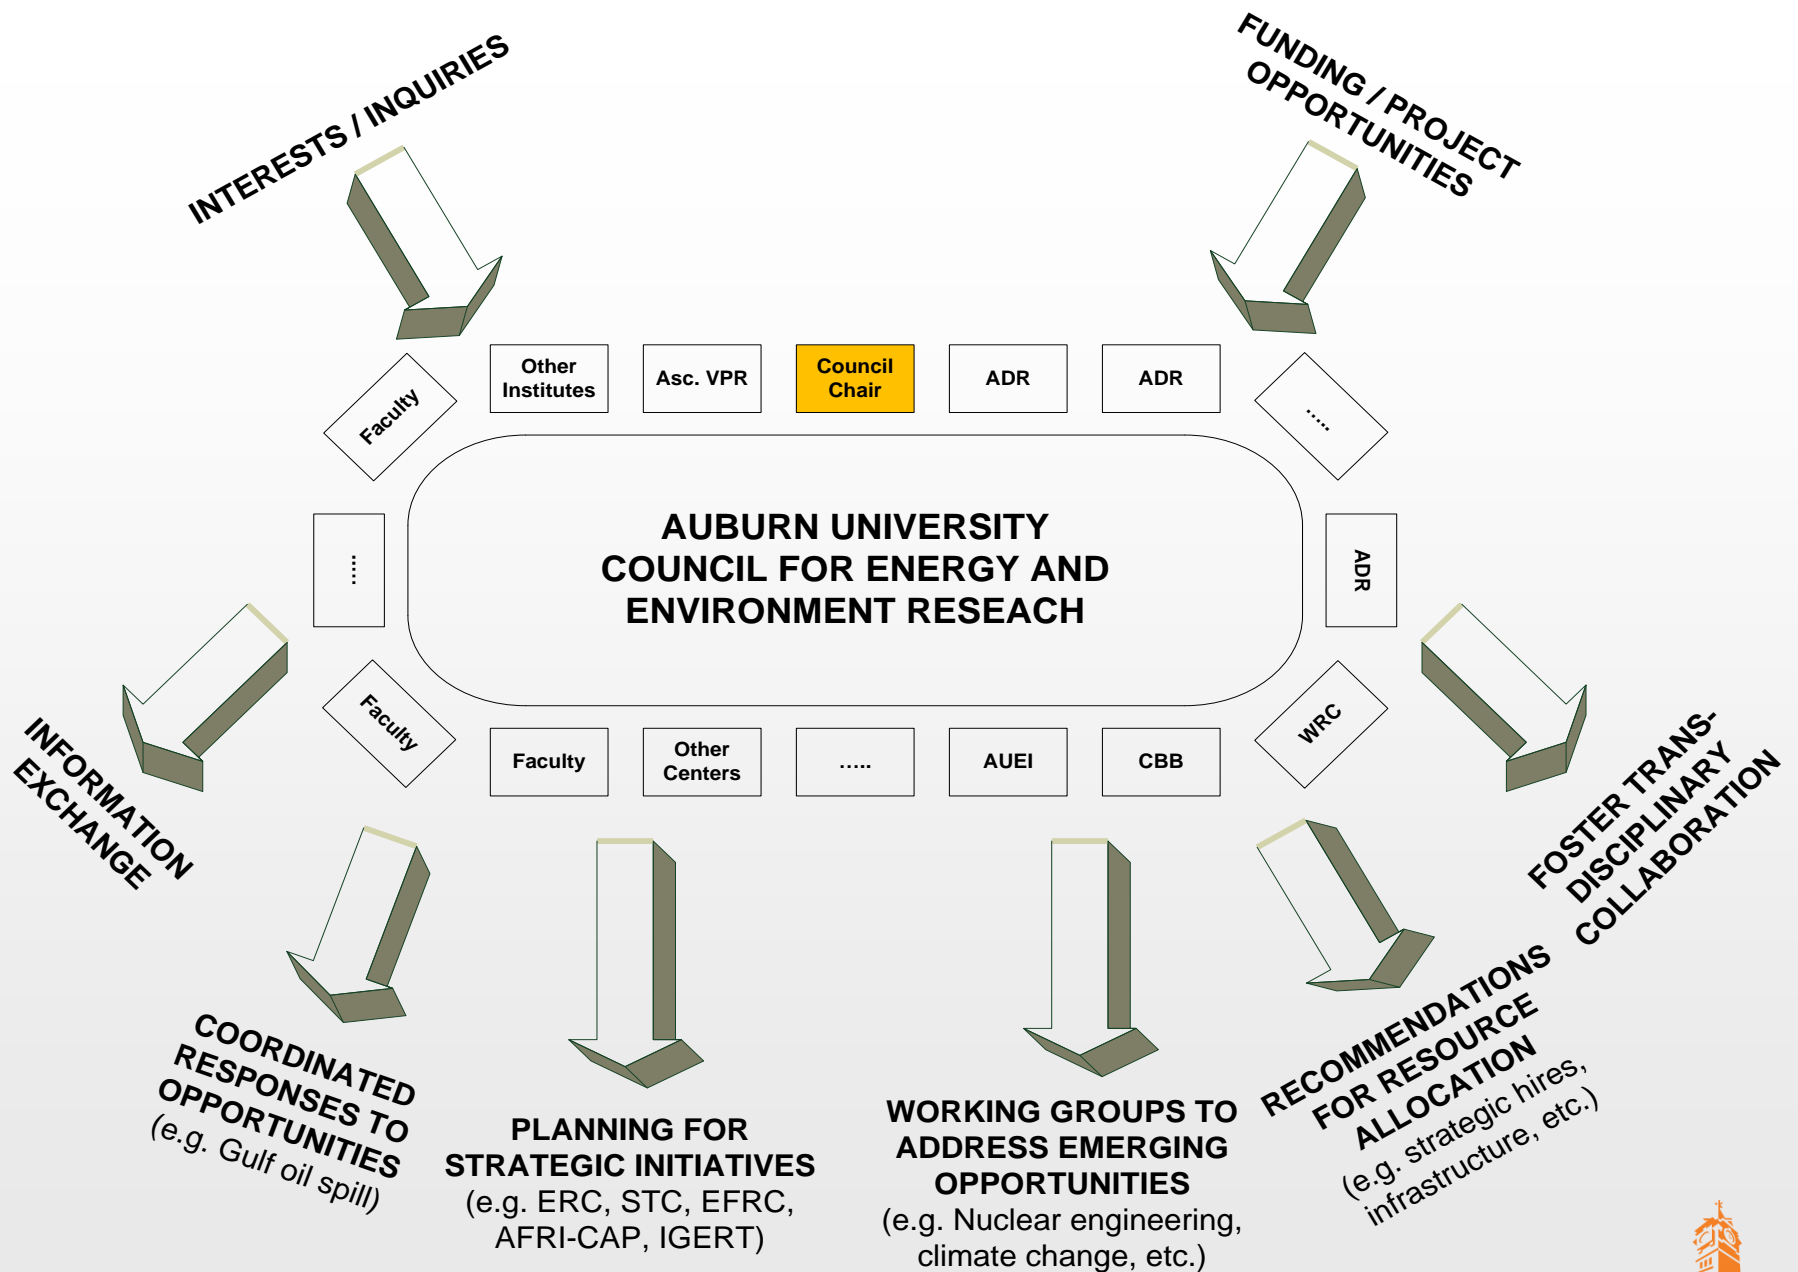 INTERESTS / INQUIRIES
FUNDING / PROJECT
OPPORTUNITIES
Faculty
Other
Institutes
Asc. VPR
Council
Chair
ADR
ADR
.....
.....
AUBURN UNIVERSITY
COUNCIL FOR ENERGY AND
ENVIRONMENT RESEACH
ADR
Faculty
Faculty
Other
Centers
.....
AUEI
CBB
WRC
INFORMATION
EXCHANGE
COORDINATED
RESPONSES TO
OPPORTUNITIES
(e.g. Gulf oil spill)
PLANNING FOR
STRATEGIC INITIATIVES
(e.g. ERC, STC, EFRC,
AFRI-CAP, IGERT)
WORKING GROUPS TO
ADDRESS EMERGING
OPPORTUNITIES
(e.g. Nuclear engineering,
climate change, etc.)
RECOMMENDATIONS
FOR RESOURCE
ALLOCATION
(e.g. strategic hires,
infrastructure, etc.)
FOSTER TRANS-
DISCIPLINARY
COLLABORATION